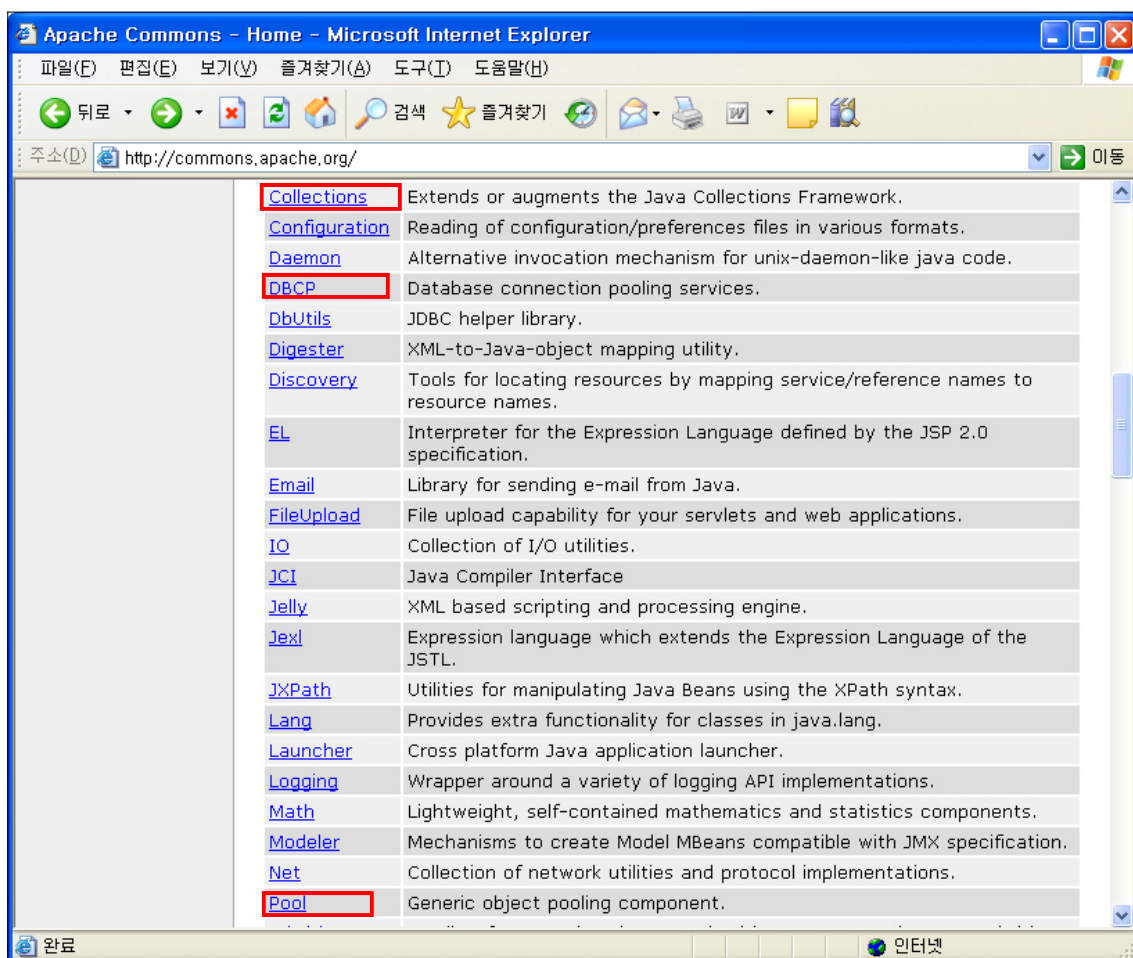 Apache Commons - Home - Microsoft Internet Explorer
파일(F) 편집(E) 보기(V) 즐겨찾기(A) 도구(T) 도움말(H)
뒤로 검색 즐겨찾기
주소(D) http://commons.apache.org/ 이동
Collections Extends or augments the Java Collections Framework.
Configuration Reading of configuration/preferences files in various formats.
Daemon Alternative invocation mechanism for unix-daemon-like java code.
DBCP Database connection pooling services.
DbUtils JDBC helper library.
Digester XML-to-Java-object mapping utility.
Discovery Tools for locating resources by mapping service/reference names to
resource names.
EL Interpreter for the Expression Language defined by the JSP 2.0
specification.
Email Library for sending e-mail from Java.
FileUpload File upload capability for your servlets and web applications.
IO Collection of I/O utilities.
JCI Java Compiler Interface
Jelly XML based scripting and processing engine.
Jexl Expression language which extends the Expression Language of the
JSTL.
JXPath Utilities for manipulating Java Beans using the XPath syntax.
Lang Provides extra functionality for classes in java.lang.
Launcher Cross platform Java application launcher.
Logging Wrapper around a variety of logging API implementations.
Math Lightweight, self-contained mathematics and statistics components.
Modeler Mechanisms to create Model MBeans compatible with JMX specification.
Net Collection of network utilities and protocol implementations.
Pool Generic object pooling component.
완료 인터넷